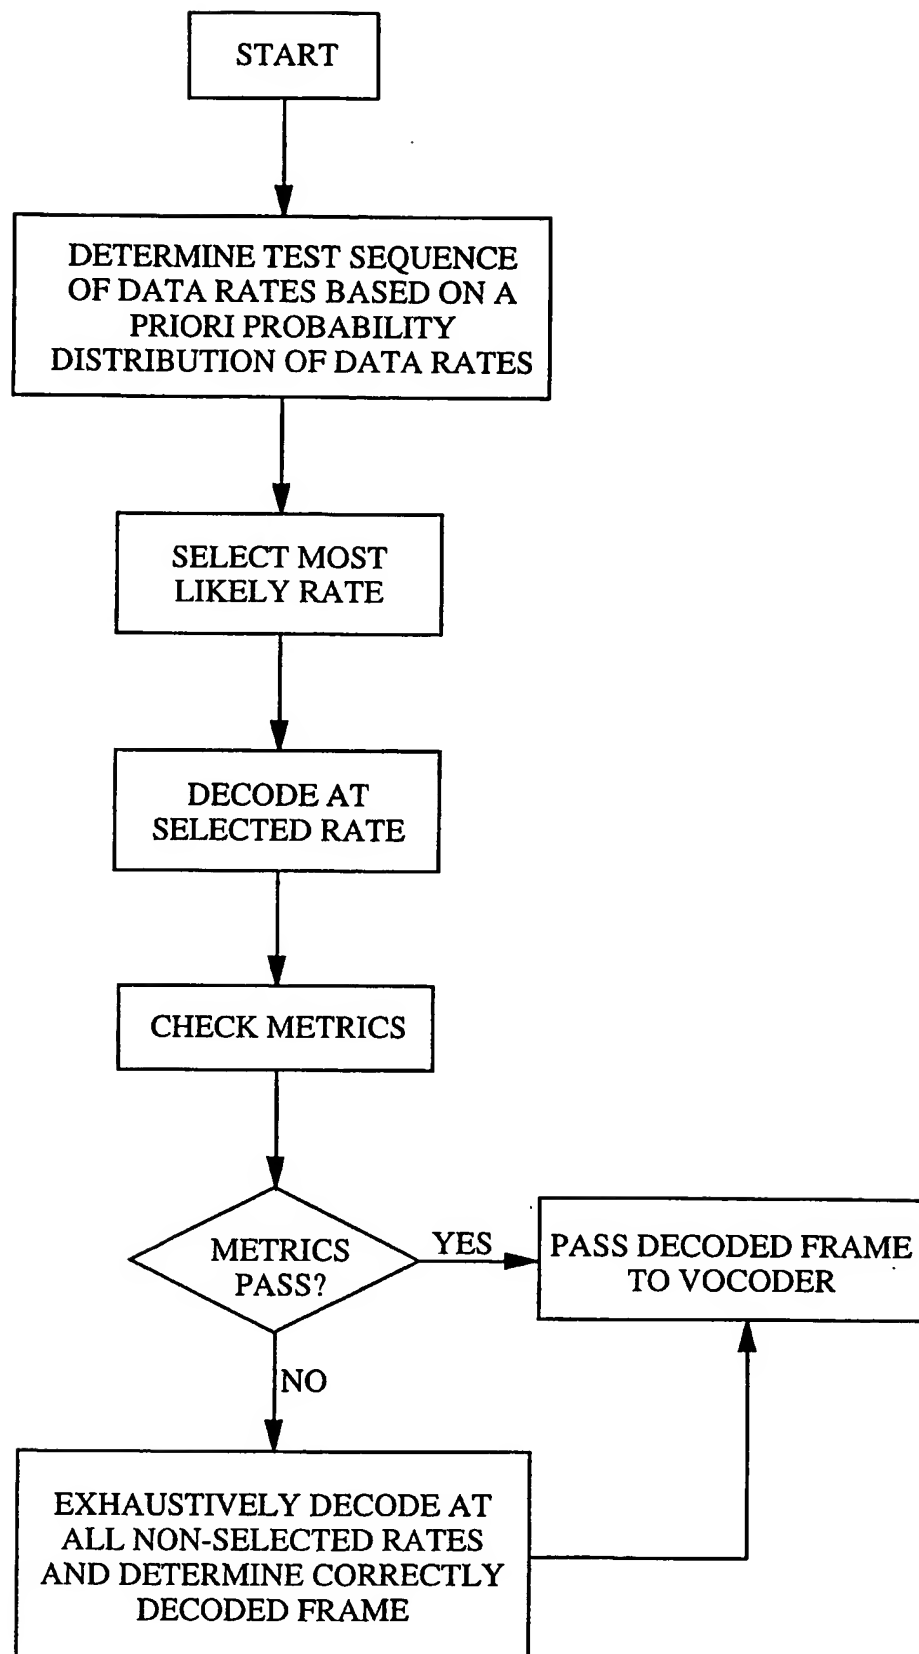 START
DETERMINE TEST SEQUENCE
OF DATA RATES BASED ON A
PRIORI PROBABILITY
DISTRIBUTION OF DATA RATES
SELECT MOST
LIKELY RATE
DECODE AT
SELECTED RATE
CHECK METRICS
METRICS
PASS?
YES
PASS DECODED FRAME
TO VOCODER
NO
EXHAUSTIVELY DECODE AT
ALL NON-SELECTED RATES
AND DETERMINE CORRECTLY
DECODED FRAME